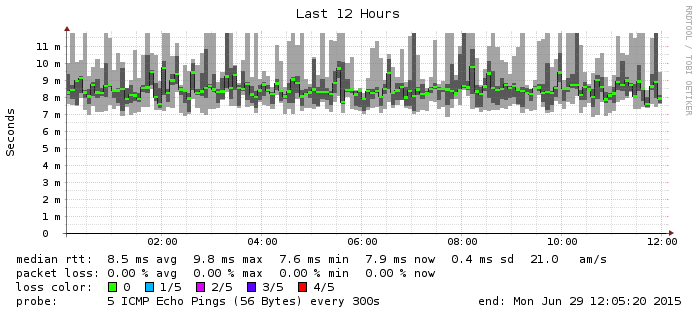 Last 12 Hours
RRDTOOL / TOBI OETIKER
Seconds
11 m
10 m
9 m
8 m
7 m
6 m
5 m
4 m
3 m
2 m
1 m
0
02:00 04:00 06:00 08:00 10:00 12:00
median rtt: 8.5 ms avg 9.8 ms max 7.6 ms min 7.9 ms now 0.4 ms sd 21.0 am/s
packet loss: 0.00 % avg 0.00 % max 0.00 % min 0.00 % now
loss color: 0 1/5 2/5 3/5 4/5
probe: 5 ICMP Echo Pings (56 Bytes) every 300s end: Mon Jun 29 12:05:20 2015